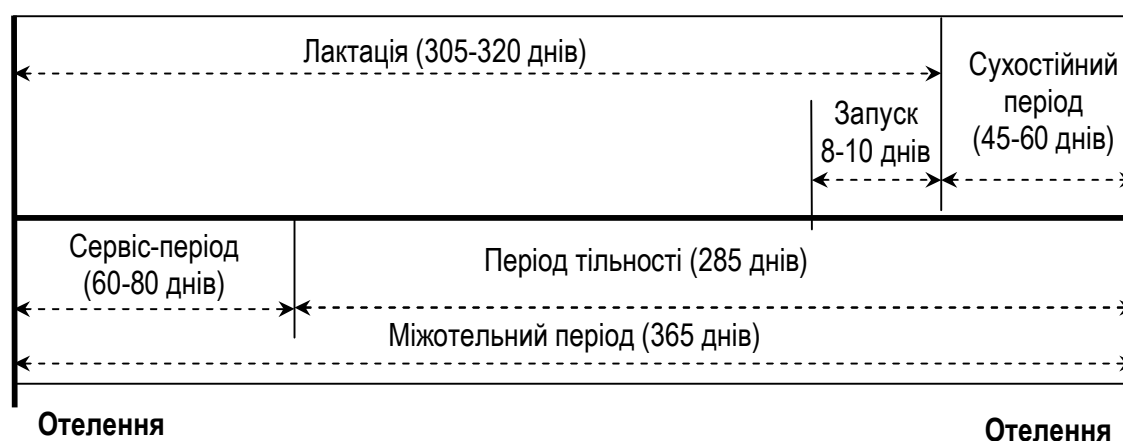 Лактація (305-320 днів)
Сухостійний
період
(45-60 днів)
Запуск
8-10 днів
Сервіс-період
(60-80 днів)
Період тільності (285 днів)
Міжотельний період (365 днів)
Отелення
Отелення